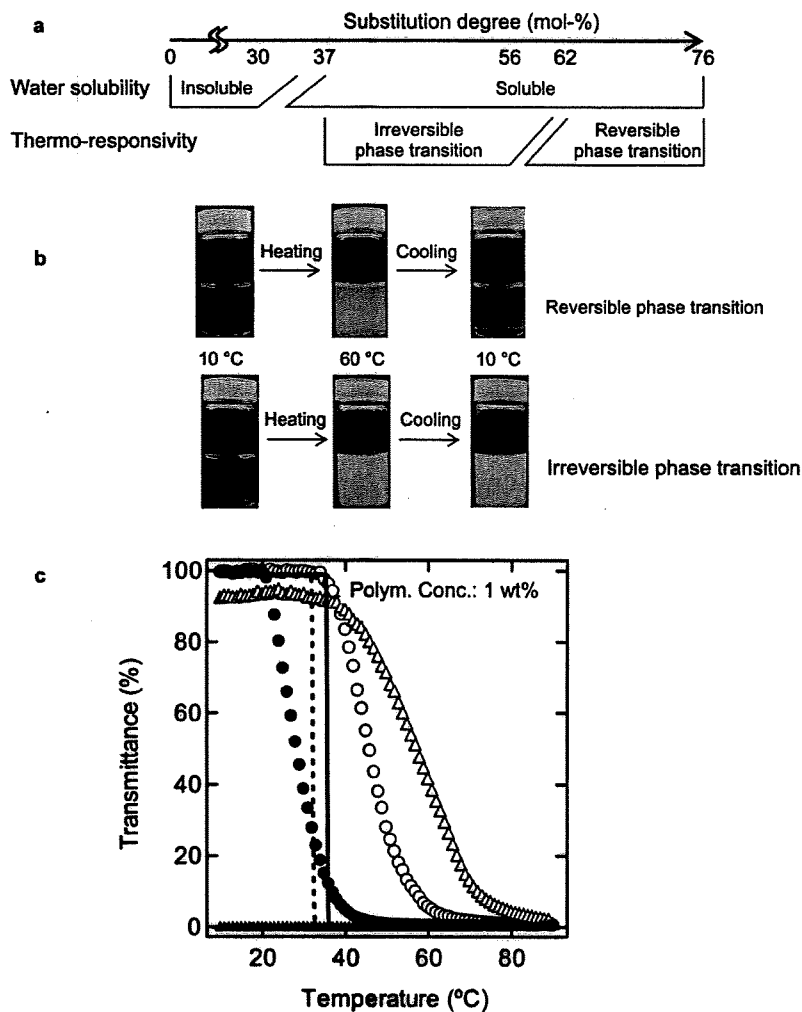 a
Substitution degree (mol-%)
0 30 37 56 62 76
Water solubility Insoluble Soluble
Thermo-responsivity Irreversible phase transition Reversible phase transition
b
Heating Cooling
Reversible phase transition
10 °C 60 °C 10 °C
Heating Cooling
Irreversible phase transition
c
Polym. Conc.: 1 wt%
Transmittance (%)
100
80
60
40
20
0
20 40 60 80
Temperature (ºC)